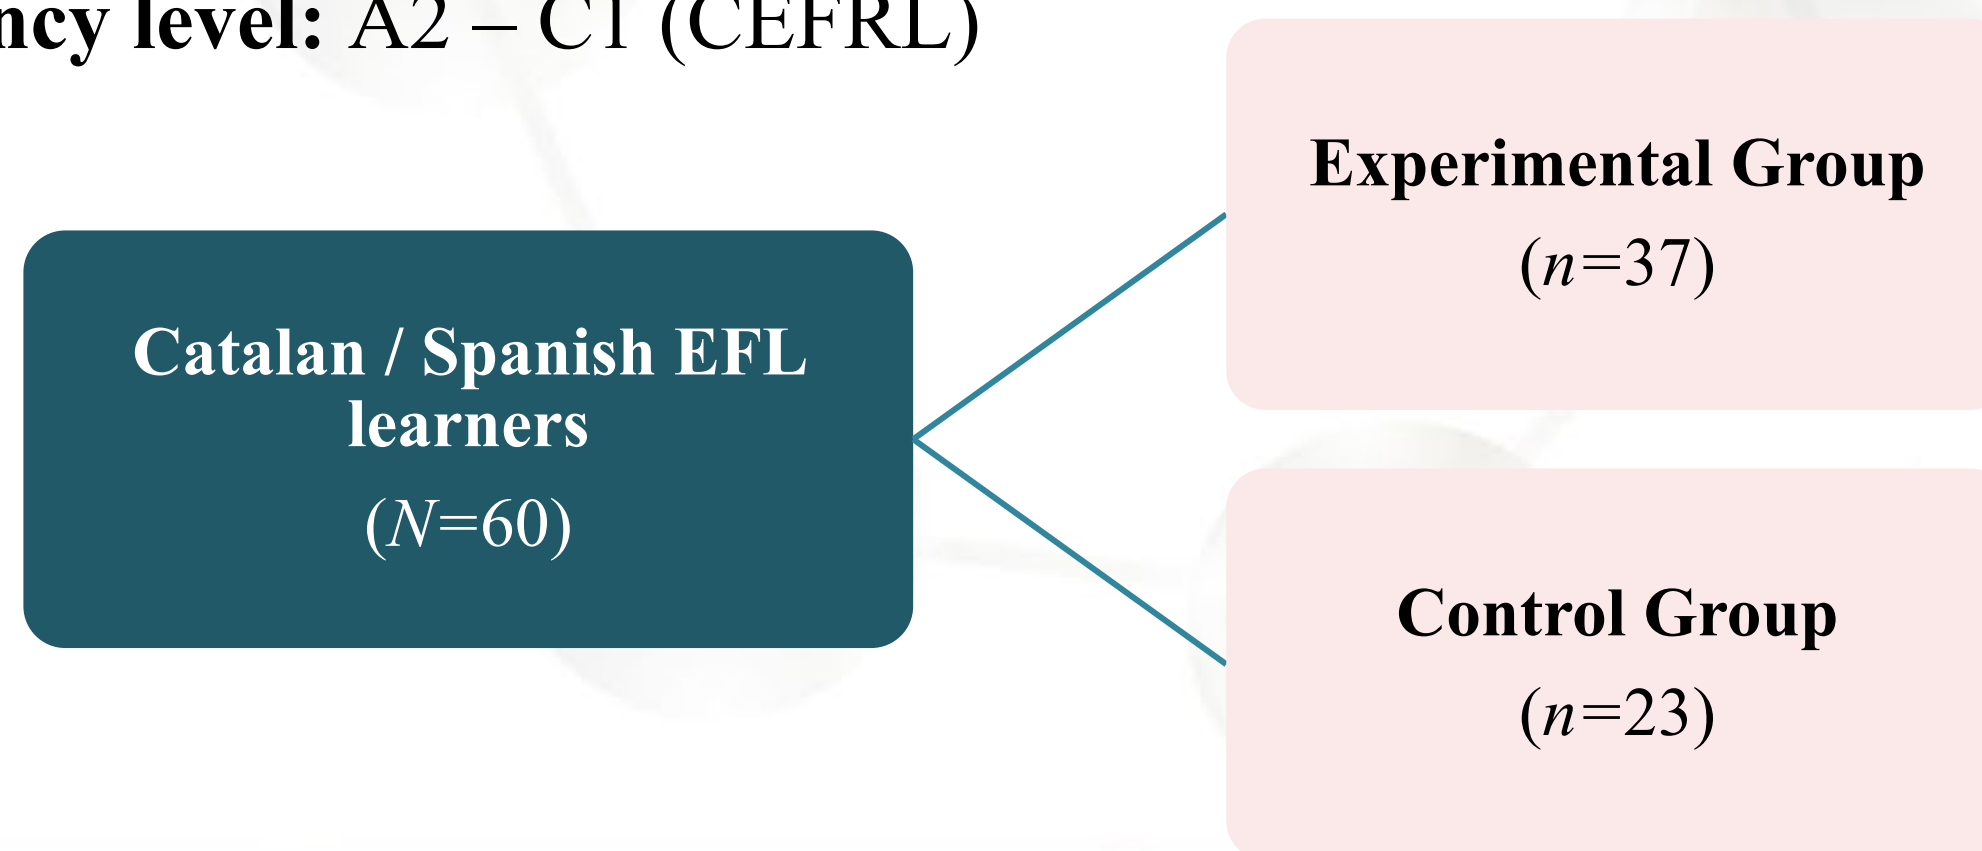 ncy level: A2 – C1 (CEFRL)
Catalan / Spanish EFL
learners
(N=60)
Experimental Group
(n=37)
Control Group
(n=23)